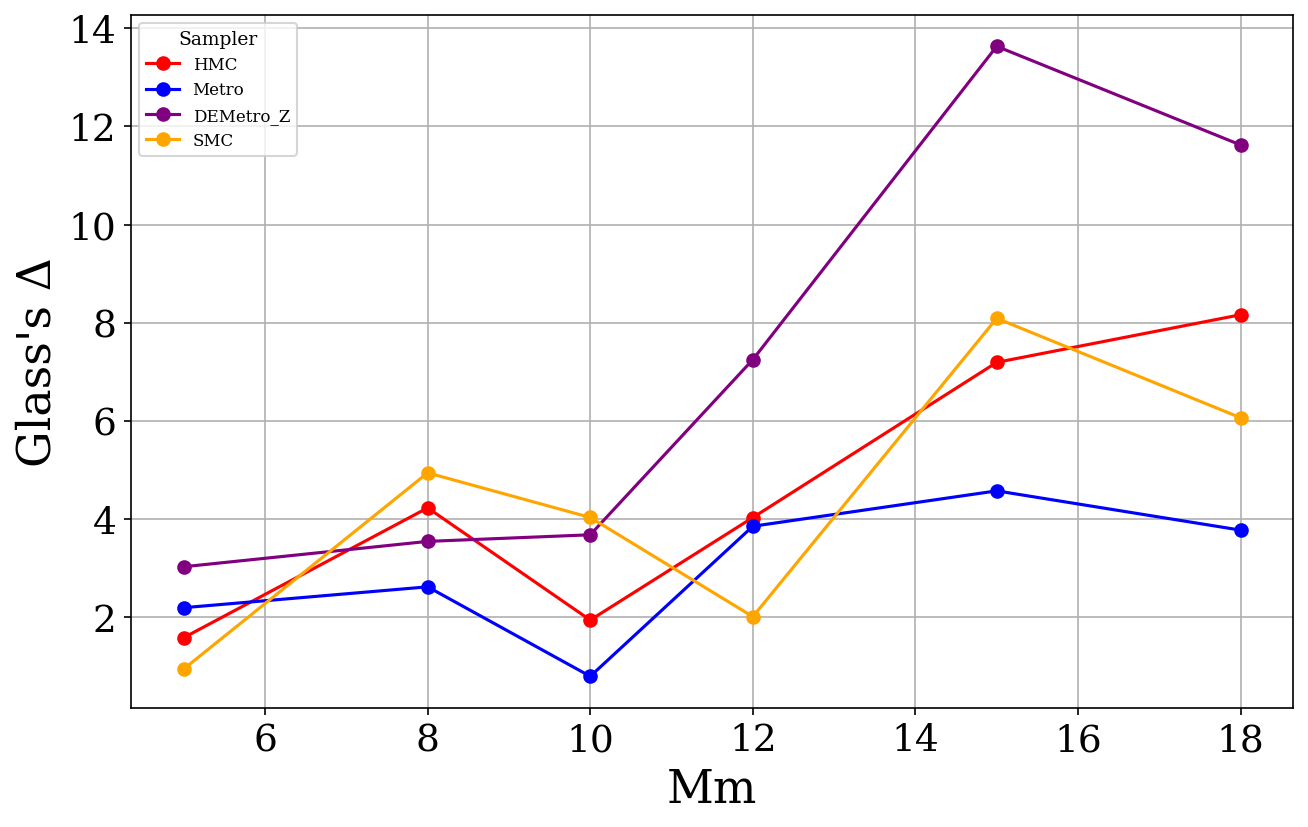 14
12
10
8
6
4
2
Glass's Δ
Sampler
HMC
Metro
DEMetro_Z
SMC
6 8 10 12 14 16 18
Mm